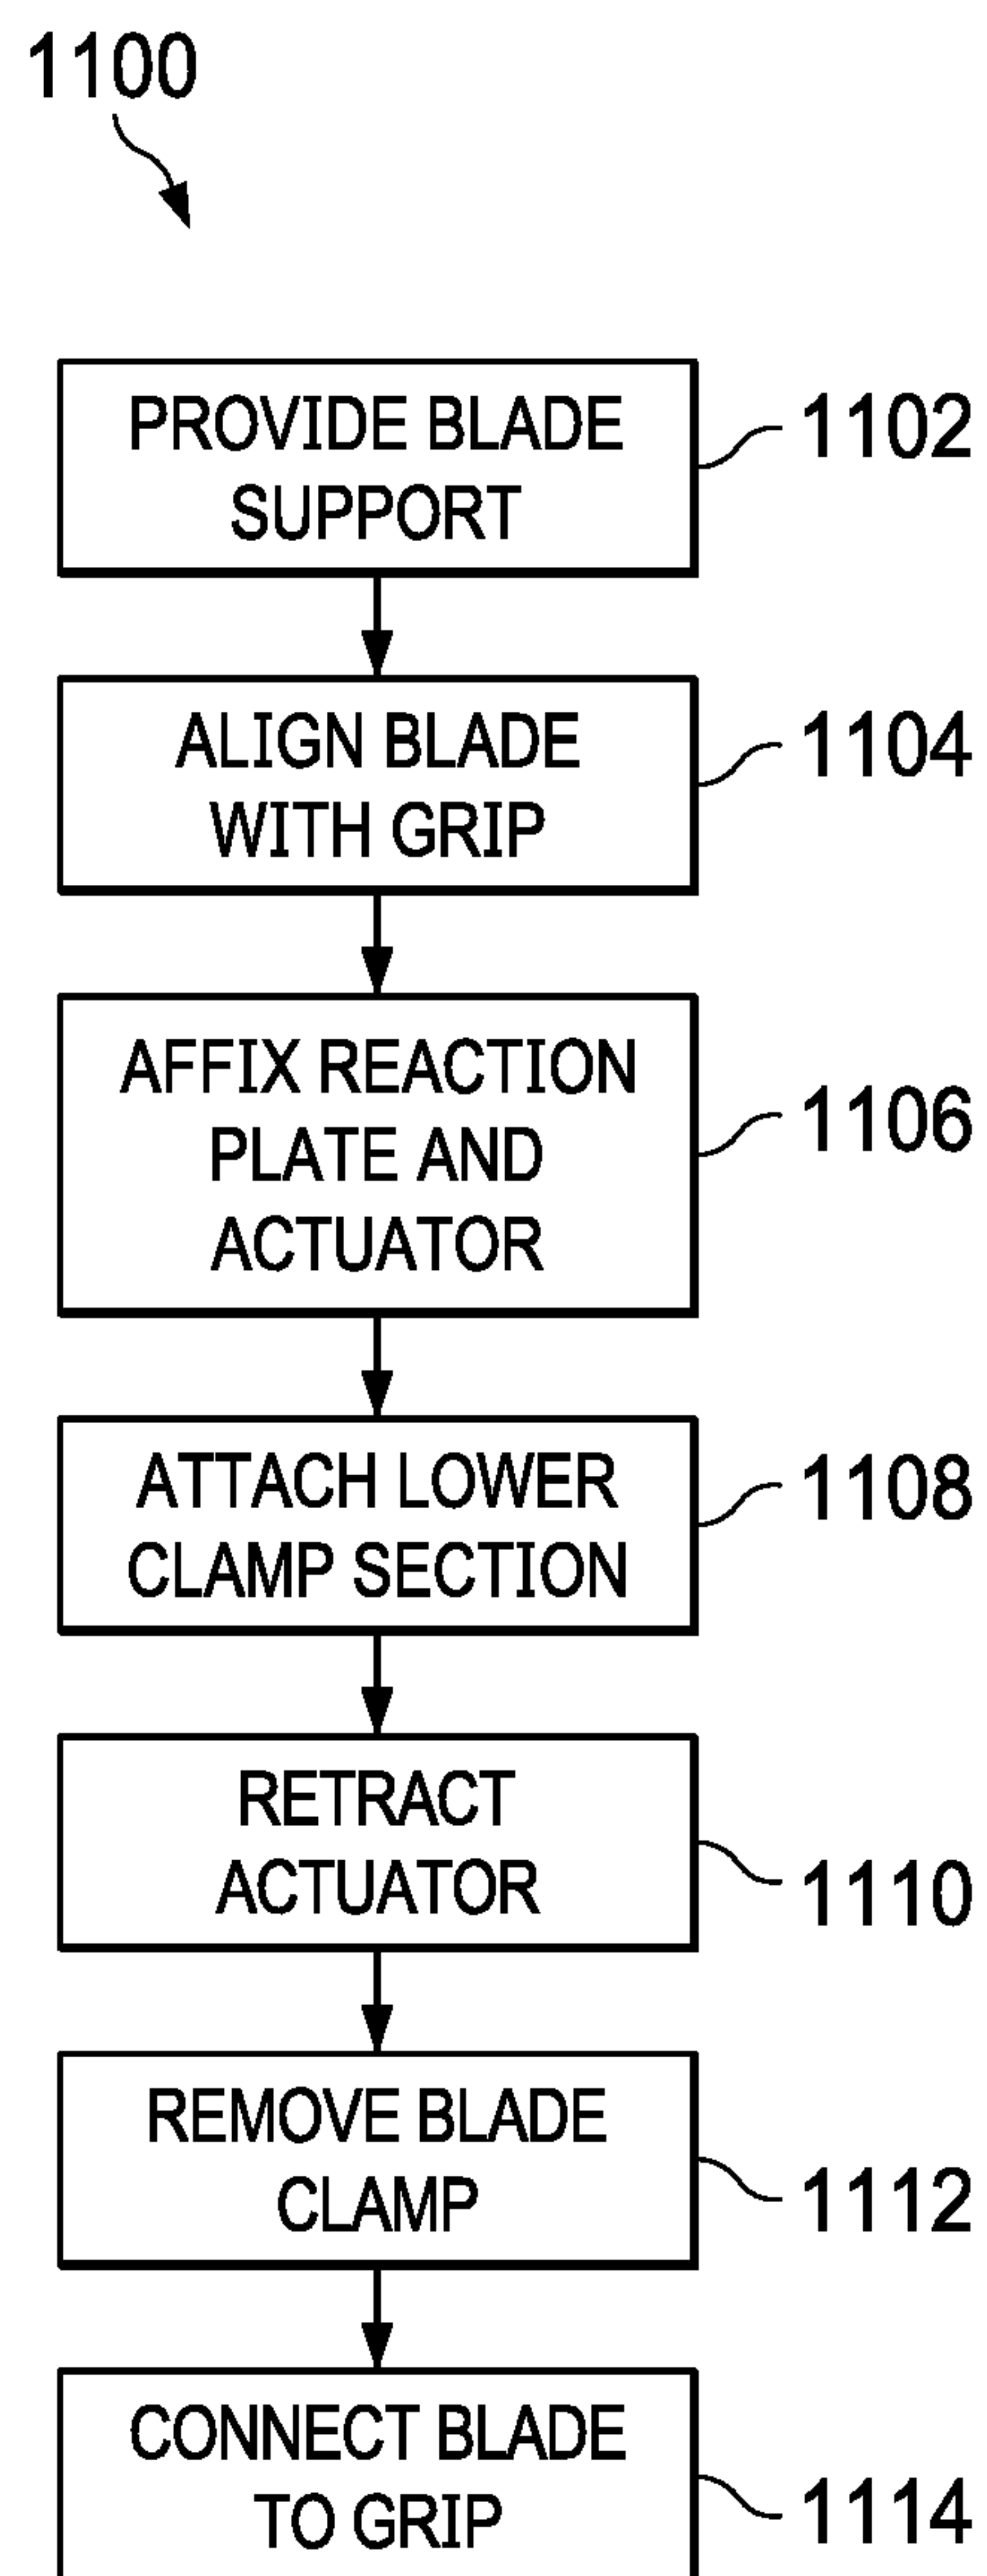 1100
PROVIDE BLADE
SUPPORT
1102
ALIGN BLADE
WITH GRIP
1104
AFFIX REACTION
PLATE AND
ACTUATOR
1106
ATTACH LOWER
CLAMP SECTION
1108
RETRACT
ACTUATOR
1110
REMOVE BLADE
CLAMP
1112
CONNECT BLADE
TO GRIP
1114